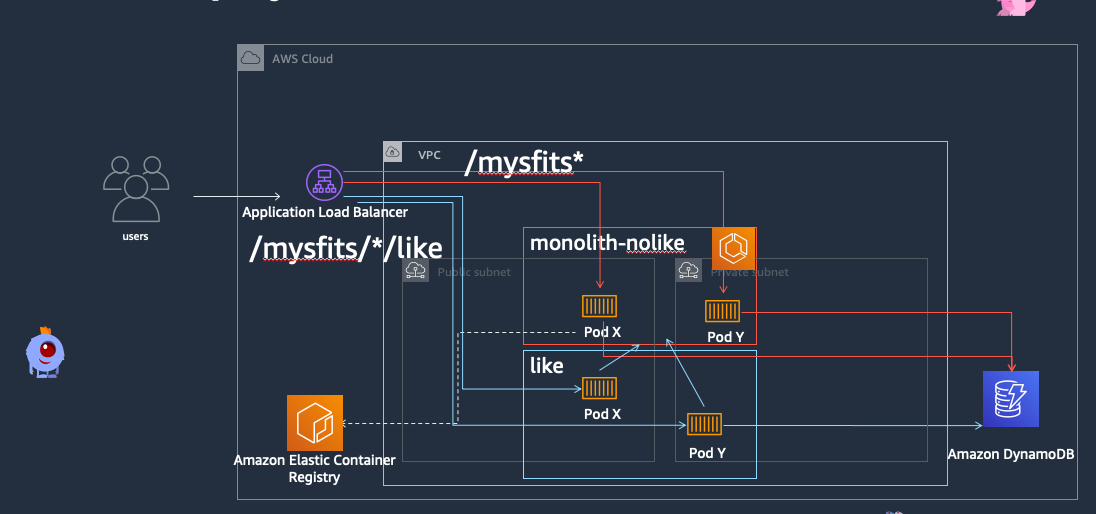 AWS Cloud
VPC
/mysfits*
users
Application Load Balancer
/mysfits/*/like
monolith-nolike
Public subnet
Private subnet
Pod X
Pod Y
like
Pod X
Pod Y
Amazon Elastic Container
Registry
Amazon DynamoDB